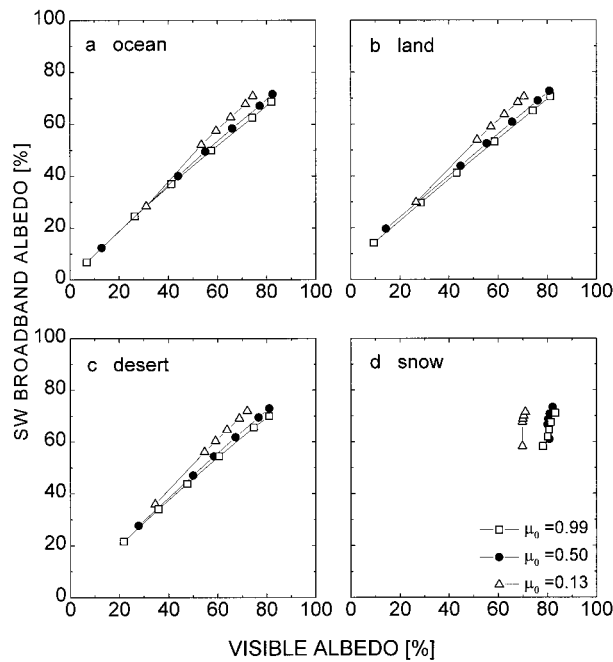 SW BROADBAND ALBEDO [%]
a ocean
100
80
60
40
20
0
0 20 40 60 80 100
b land
0 20 40 60 80 100
c desert
100
80
60
40
20
0
0 20 40 60 80 100
d snow
μ₀ =0.99
μ₀ =0.50
μ₀ =0.13
0 20 40 60 80 100
VISIBLE ALBEDO [%]